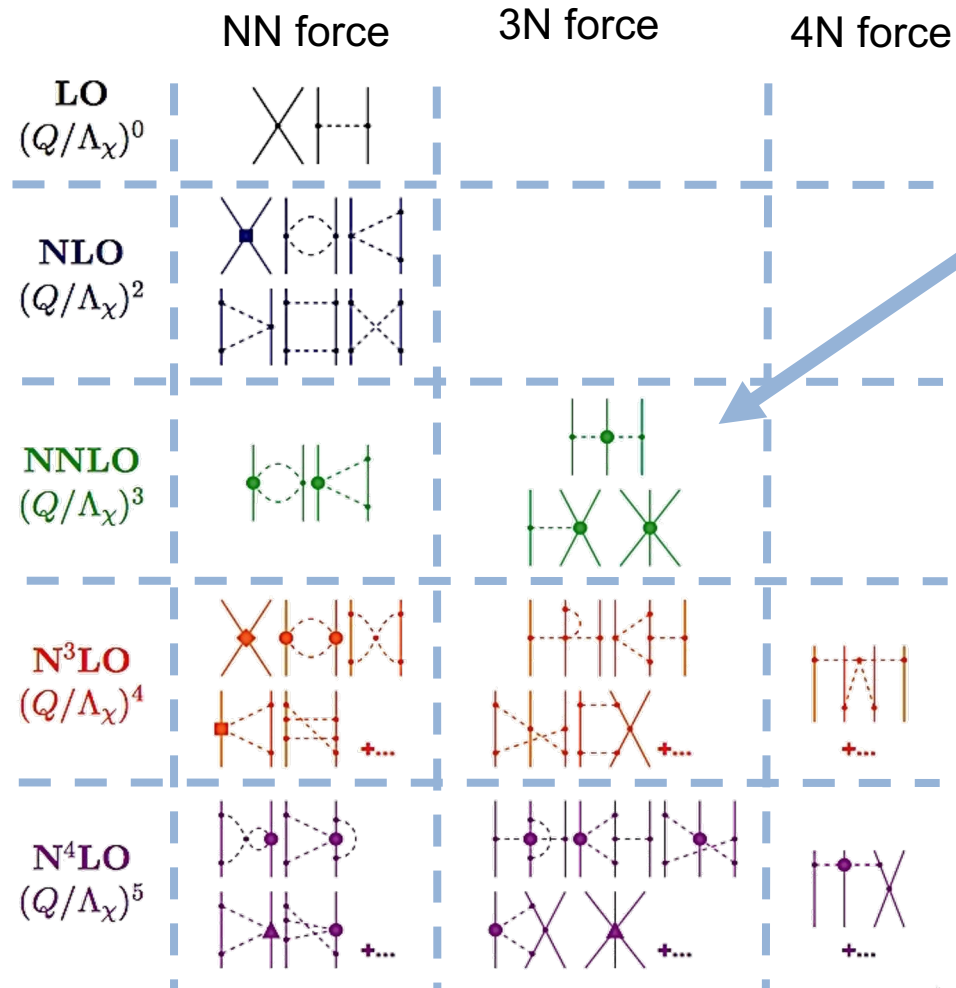 NN force 3N force 4N force
LO
(Q/Λχ)⁰
NLO
(Q/Λχ)²
NNLO
(Q/Λχ)³
N³LO
(Q/Λχ)⁴
+... +... +...
N⁴LO
(Q/Λχ)⁵
+... +... +...